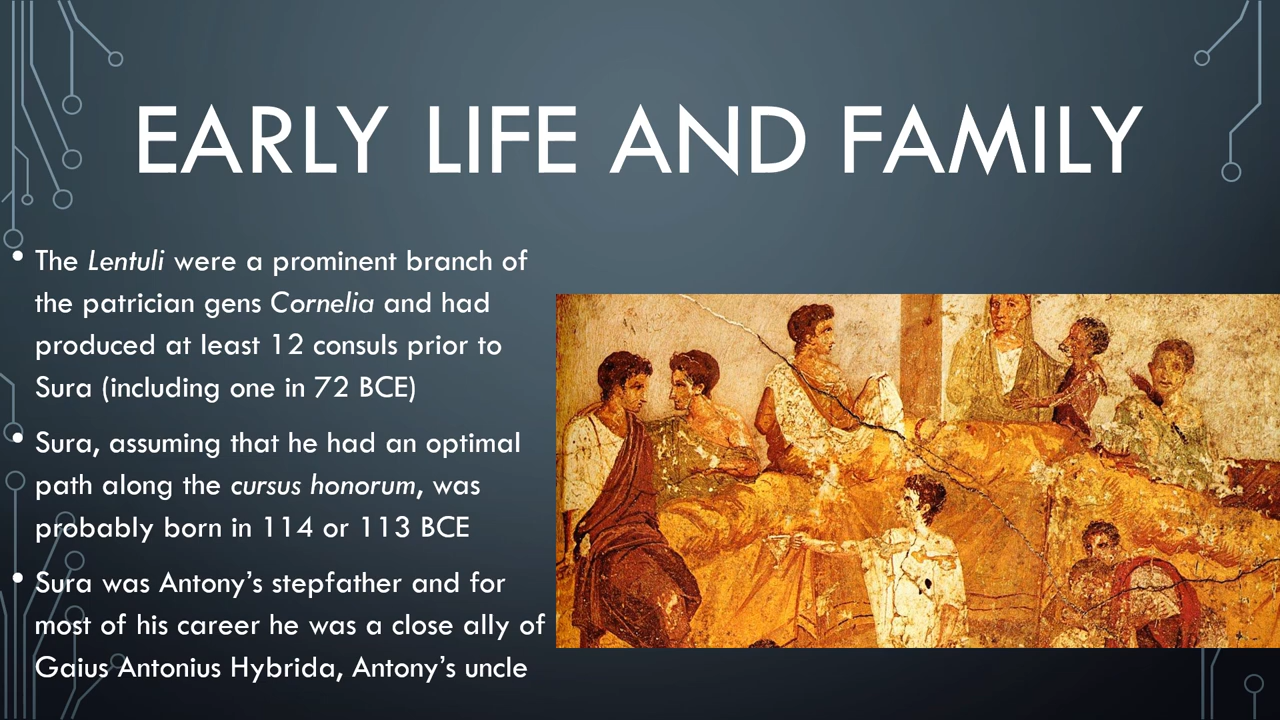 EARLY LIFE AND FAMILY
• The Lentuli were a prominent branch of
the patrician gens Cornelia and had
produced at least 12 consuls prior to
Sura (including one in 72 BCE)
• Sura, assuming that he had an optimal
path along the cursus honorum, was
probably born in 114 or 113 BCE
• Sura was Antony’s stepfather and for
most of his career he was a close ally of
Gaius Antonius Hybrida, Antony’s uncle